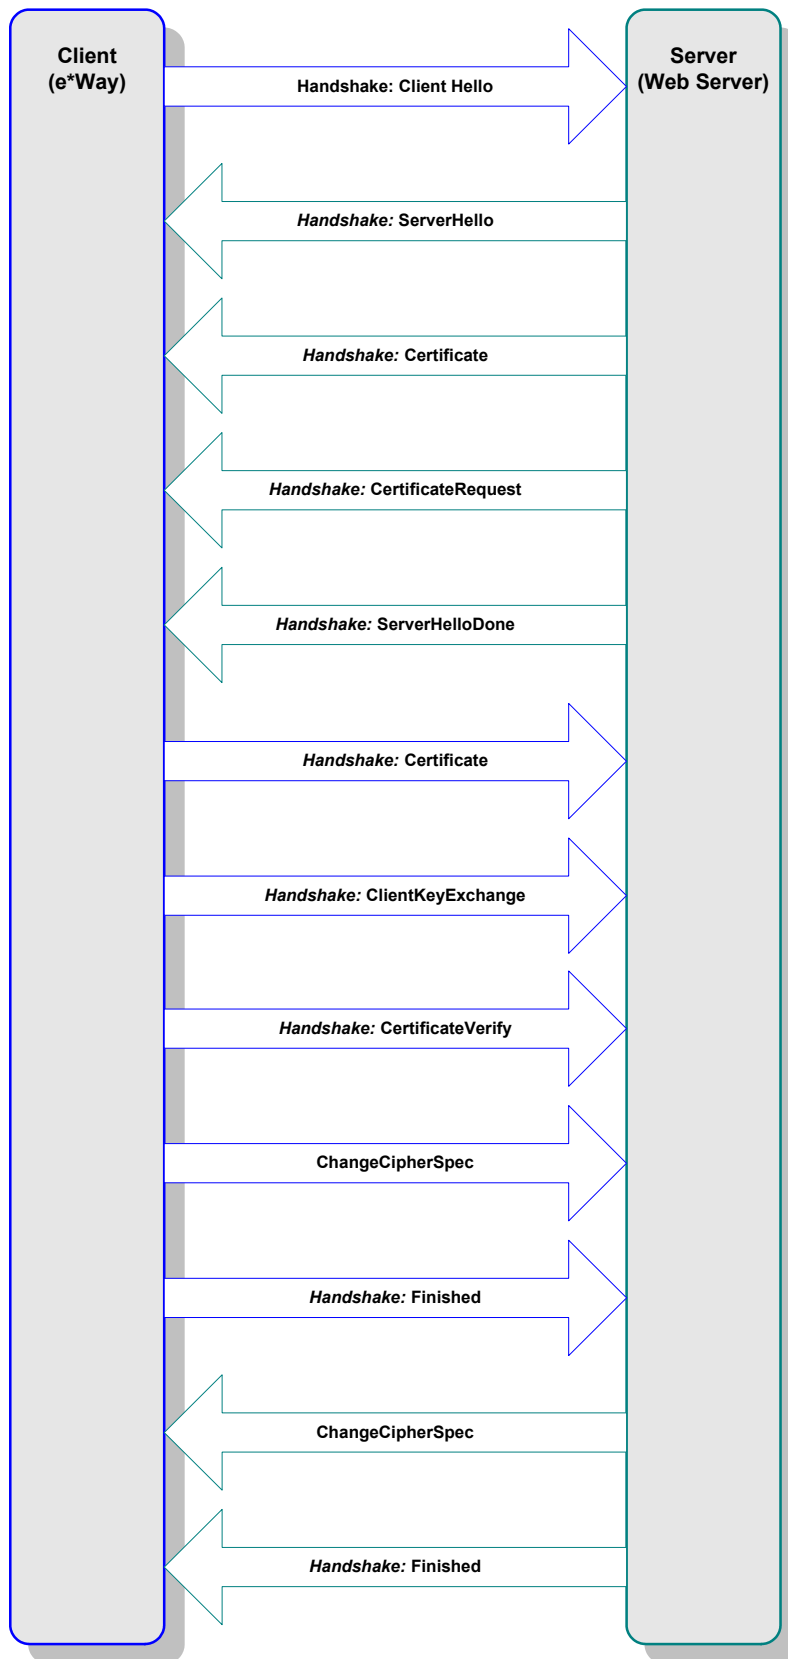 Client
(e*Way)
Server
(Web Server)
Handshake: Client Hello
Handshake: ServerHello
Handshake: Certificate
Handshake: CertificateRequest
Handshake: ServerHelloDone
Handshake: Certificate
Handshake: ClientKeyExchange
Handshake: CertificateVerify
ChangeCipherSpec
Handshake: Finished
ChangeCipherSpec
Handshake: Finished